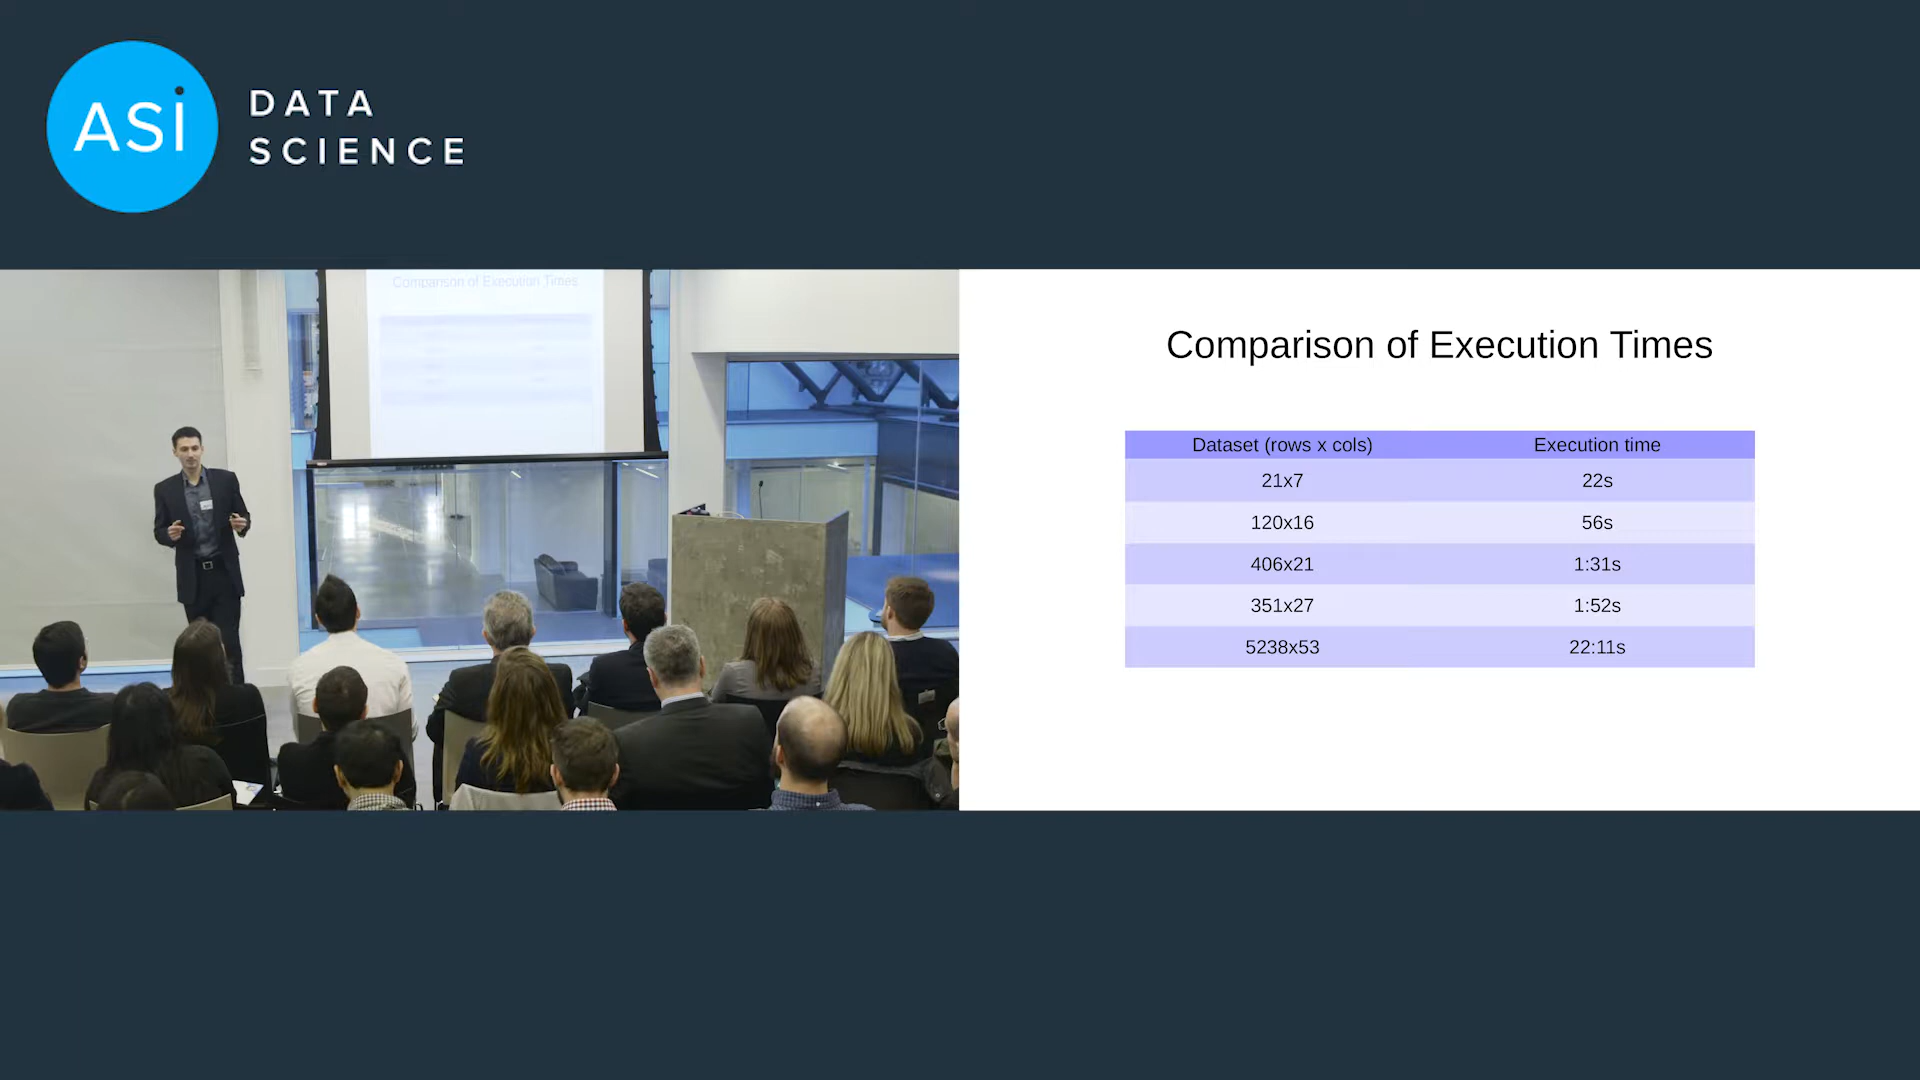 ASI
DATA
SCIENCE
Comparison of Execution Times
Comparison of Execution Times
Dataset (rows x cols) Execution time
21x7 22s
120x16 56s
406x21 1:31s
351x27 1:52s
5238x53 22:11s